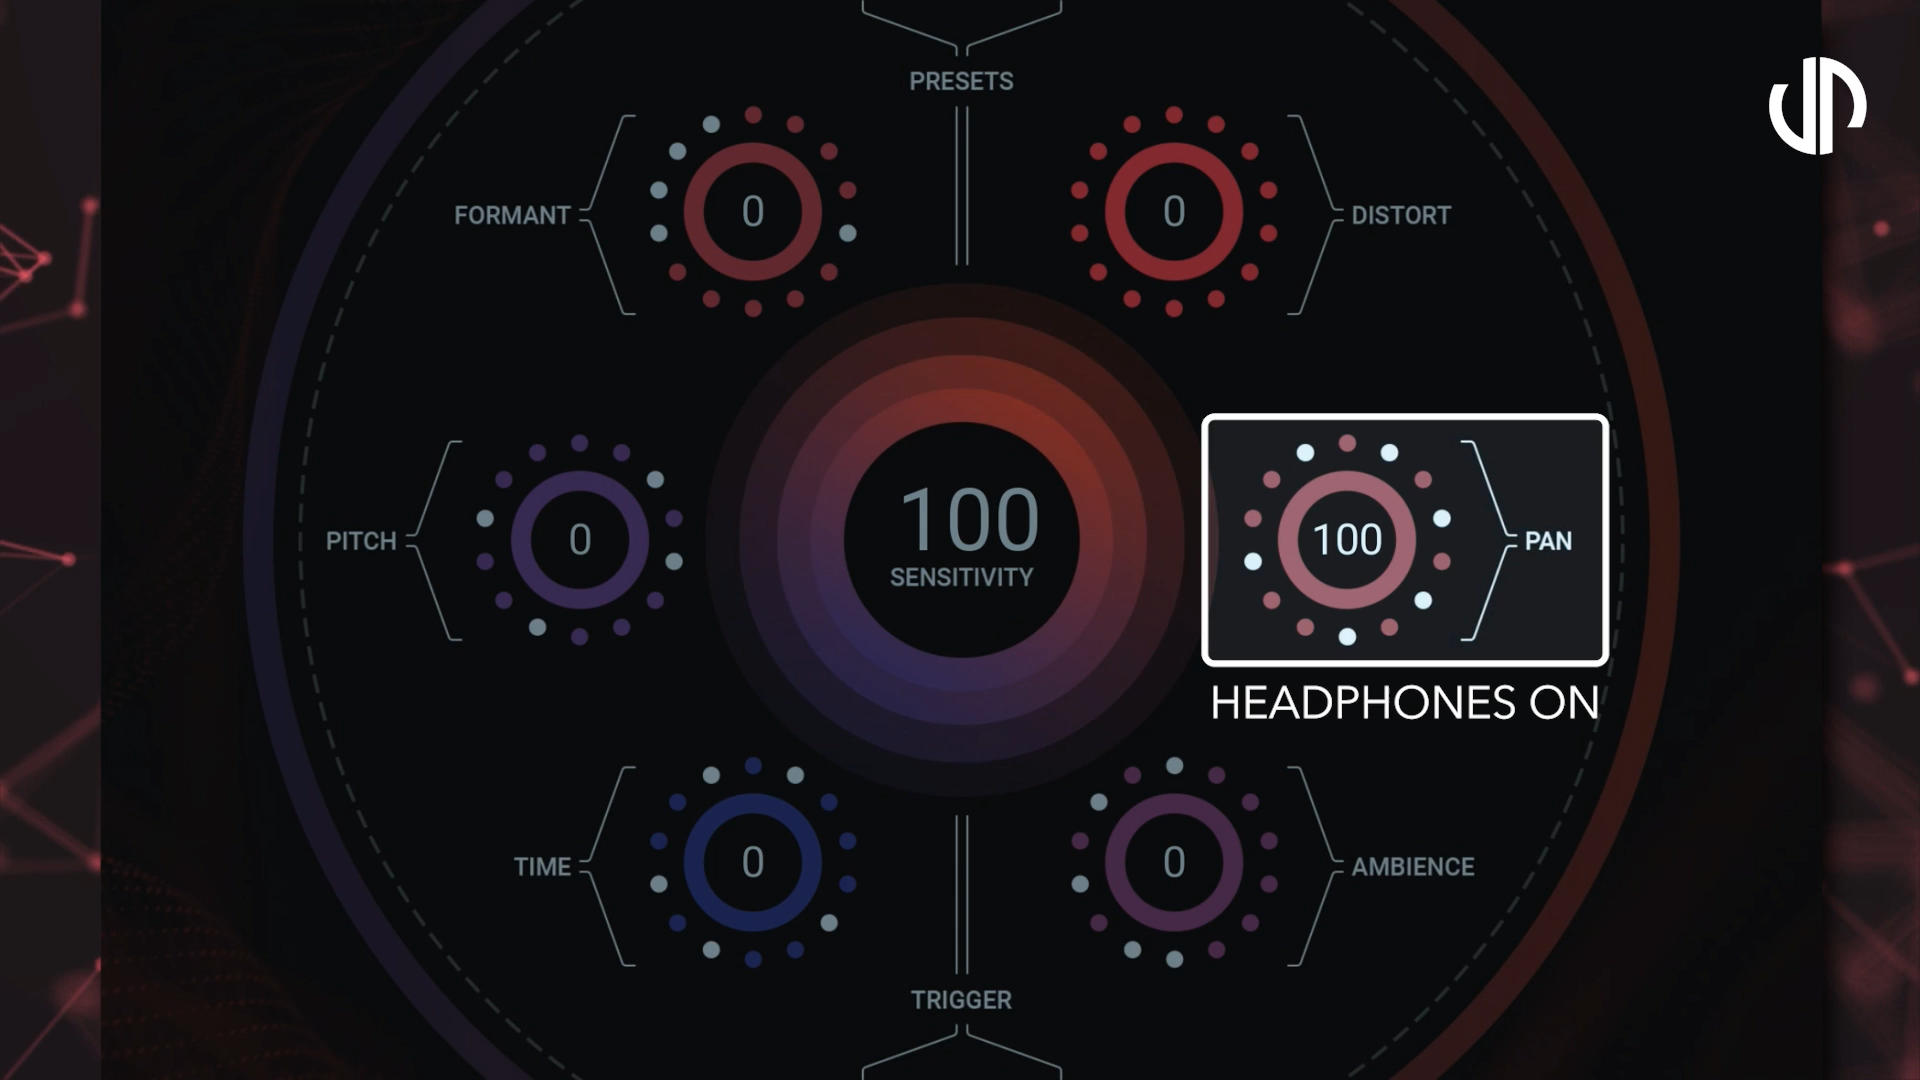 PRESETS
FORMANT
0
0
DISTORT
PITCH
0
100
SENSITIVITY
100
PAN
HEADPHONES ON
TIME
0
0
AMBIENCE
TRIGGER